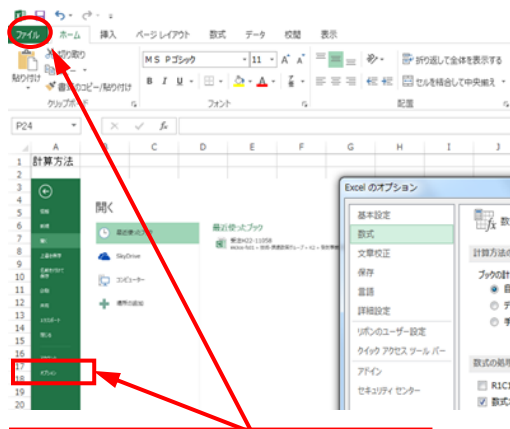 ファイル ホーム 挿入 ページレイアウト 数式 データ 校閲 表示
切り取り
ＭＳ Ｐゴシック 11 A A 折り返して全体を表示する
貼り付け
書式のコピー/貼り付け B I U A セルを結合して中央揃え
クリップボード フォント 配置
P24 fx
A C D E F G H I J
1 計算方法
2
3
4
5
6
7
8
9
10
11
12
13
14
15
16
17
18
19
20
開く
最近使ったブック
SkyDrive
コンピューター
場所の追加
最近使ったブック
オプション
Excel のオプション
基本設定
数式
文章校正
保存
言語
詳細設定
リボンのユーザー設定
クイック アクセス ツール バー
アドイン
セキュリティ センター
fx 数
計算方法の
ブックの計
数式の処理
R1C1
数式